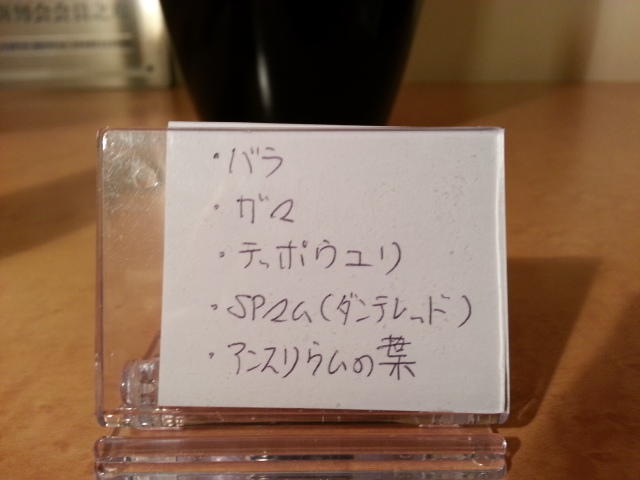 ・バラ
・ガマ
・テッポウユリ
・SPマム(ダンテレッド)
・アンスリウムの葉